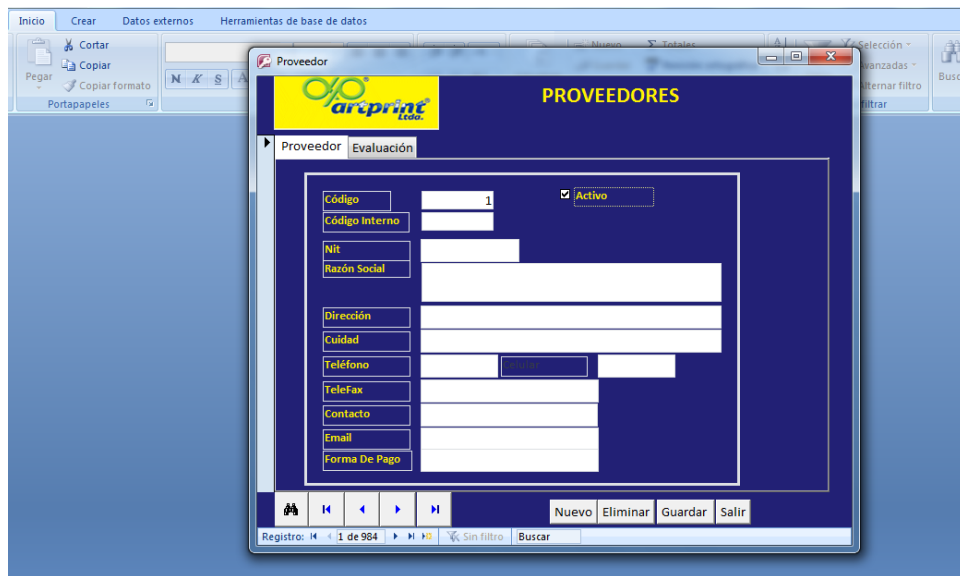 Inicio Crear Datos externos Herramientas de base de datos
Cortar
Copiar
Pegar
Copiar formato
Portapapeles
N K S A
Nuevo Σ Totales
Selección
avanzadas
Alternar filtro
filtrar
Busc
Proveedor
artprint
Ltda.
PROVEEDORES
Proveedor Evaluación
Código 1 Activo
Código Interno
Nit
Razón Social
Dirección
Cuidad
Teléfono Celular
TeleFax
Contacto
Email
Forma De Pago
Nuevo Eliminar Guardar Salir
Registro: 1 de 984 Sin filtro Buscar